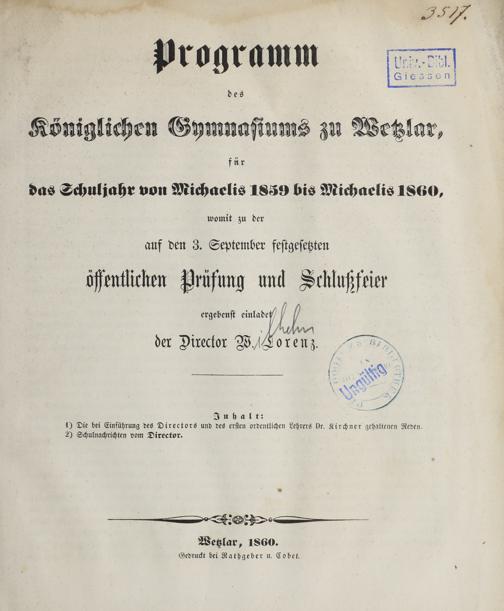 3517.
Univ.-Bibl.
Giessen
Programm
des
Königlichen Gymnasiums zu Wetzlar,
für
das Schuljahr von Michaelis 1859 bis Michaelis 1860,
womit zu der
auf den 3. September festgesetzten
öffentlichen Prüfung und Schlußfeier
ergebenst einladet
der Director W. Lorenz.
ilhelm
Ungültig
Inhalt:
1) Die bei Einführung des Directors und des ersten ordentlichen Lehrers Dr. Kirchner gehaltenen Reden.
2) Schulnachrichten vom Director.
Wetzlar, 1860.
Gedruckt bei Rathgeber u. Cobet.